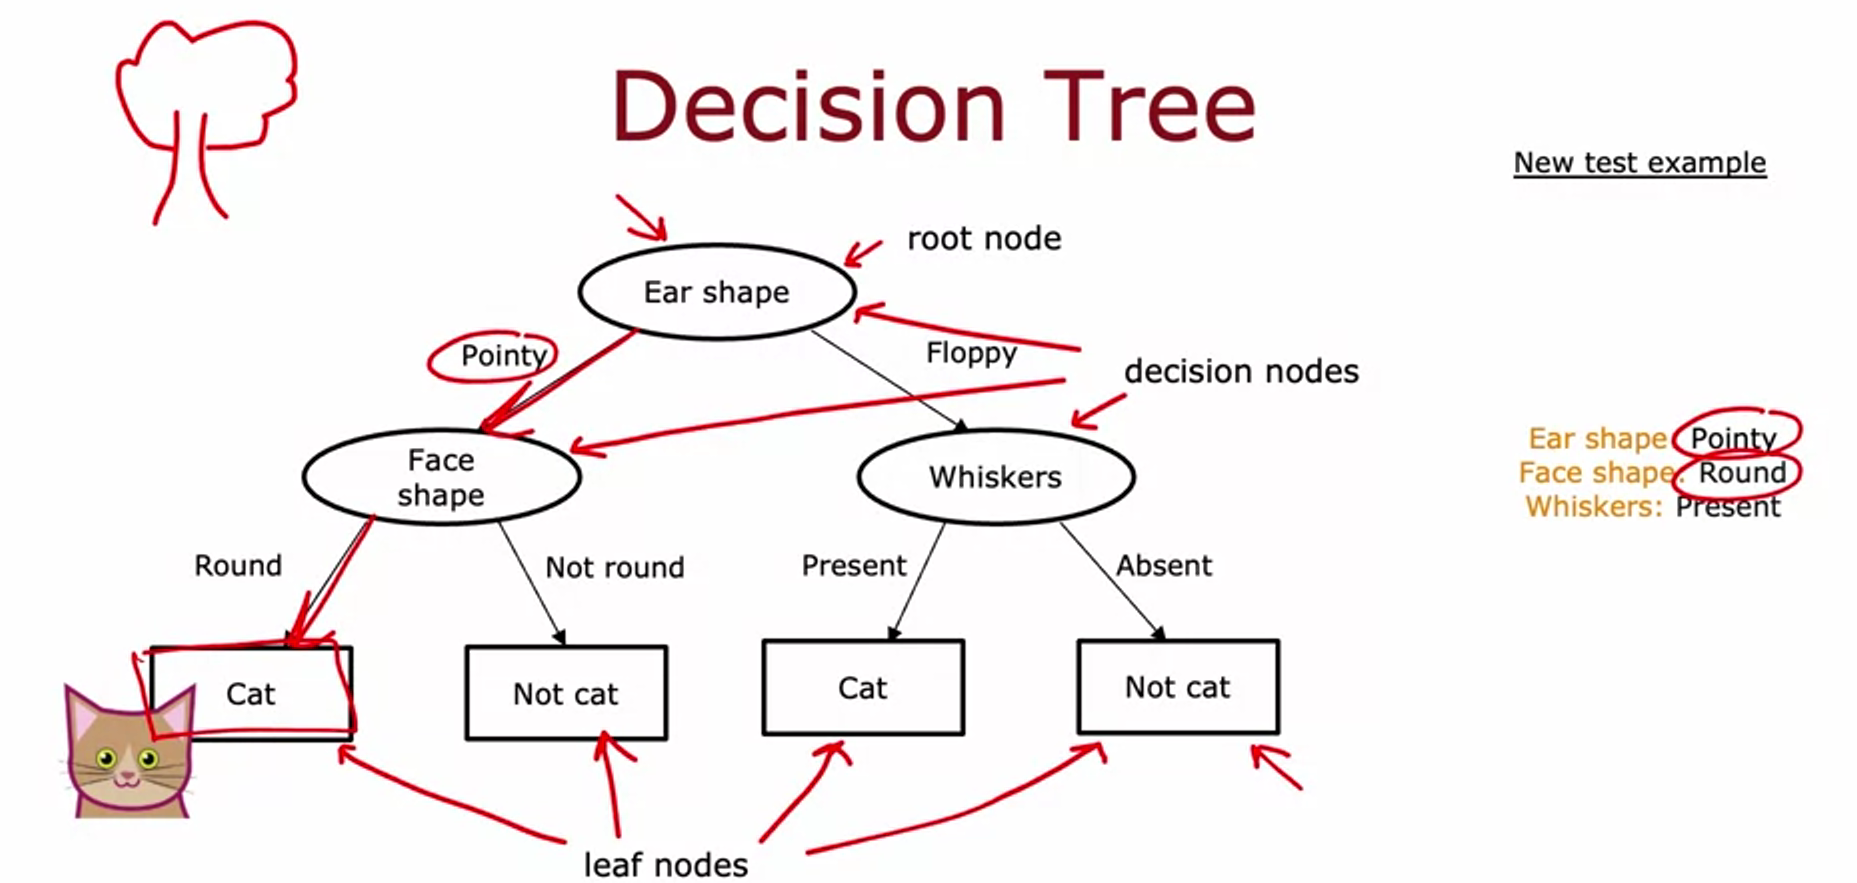 Decision Tree
New test example
root node
Ear shape
Pointy
Floppy
decision nodes
Face
shape
Whiskers
Ear shape
Pointy
Face shape:
Round
Whiskers: Present
Round
Not round
Present
Absent
Cat
Not cat
Cat
Not cat
leaf nodes